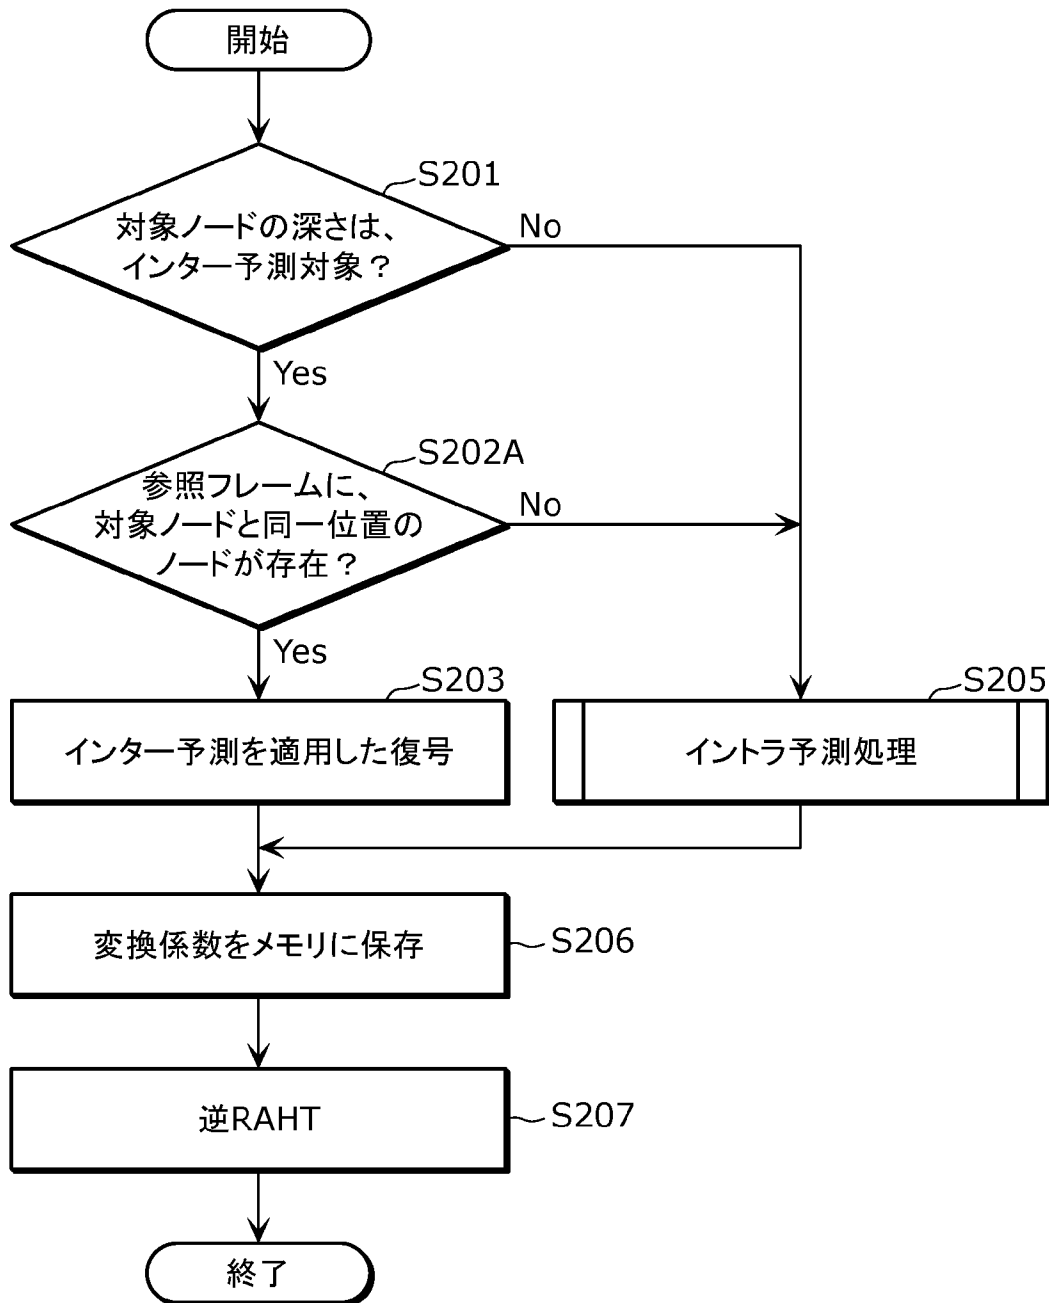 開始
S201
対象ノードの深さは、
インター予測対象？
No
Yes
S202A
参照フレームに、
対象ノードと同一位置の
ノードが存在？
No
Yes
S203
インター予測を適用した復号
S205
イントラ予測処理
変換係数をメモリに保存
S206
逆RAHT
S207
終了